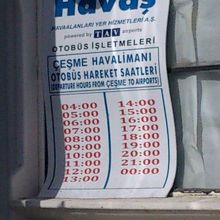 Havaş
HAVAALANLARI YER HİZMETLERİ A.Ş.
powered by TAV airports
OTOBÜS İŞLETMELERİ
ÇEŞME HAVALİMANI
OTOBÜS HAREKET SAATLERİ
(DEPARTURE HOURS FROM ÇEŞME TO AIRPORT)
04:00 14:00
05:00 15:00
06:00 16:00
07:00 17:00
08:00 18:00
09:00 19:00
10:00 20:00
11:00 21:00
12:00 00:00
13:00